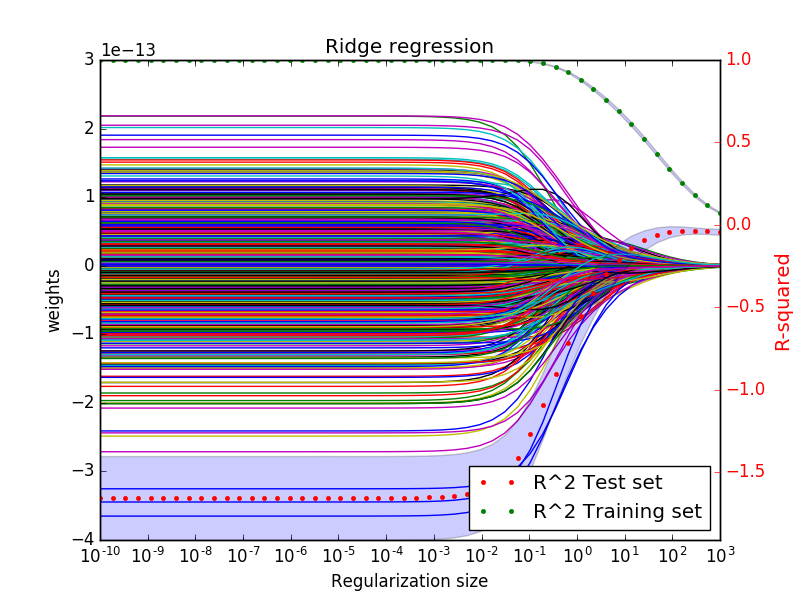 Ridge regression
1e−13
3
2
1
0
−1
−2
−3
−4
weights
1.0
0.5
0.0
−0.5
−1.0
−1.5
R-squared
R^2 Test set
R^2 Training set
10^-10 10^-9 10^-8 10^-7 10^-6 10^-5 10^-4 10^-3 10^-2 10^-1 10^0 10^1 10^2 10^3
Regularization size